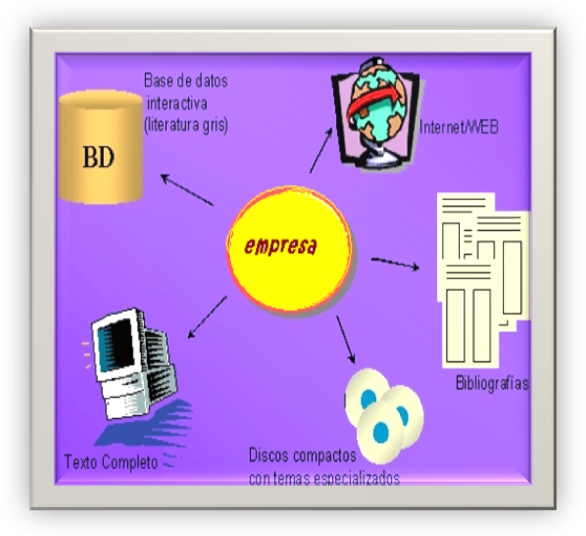 Base de datos
interactiva
(literatura gris)
BD
Internet/WEB
empresa
Bibliografías
Texto Completo
Discos compactos
con temas especializados